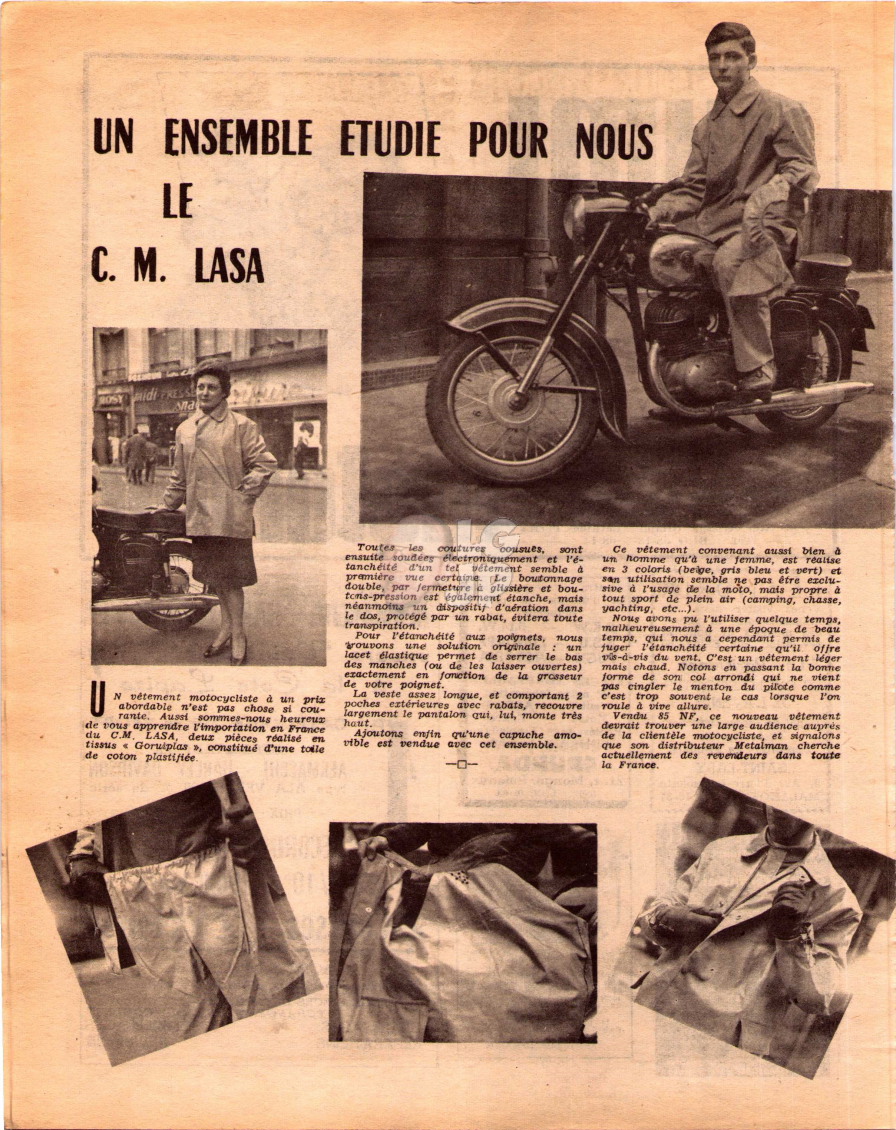 UN ENSEMBLE ETUDIE POUR NOUS
LE
C. M. LASA
ROSY
midi-PRESSE
UN vêtement motocycliste à un prix
abordable n'est pas chose si cou-
rante. Aussi sommes-nous heureux
de vous apprendre l'importation en France
du C.M. LASA, deux pièces réalisé en
tissus « Goruiplas », constitué d'une toile
de coton plastifiée.
Toutes les coutures cousues, sont
ensuite soudées électroniquement et l'é-
tanchéité d'un tel vêtement semble à
première vue certaine. Le boutonnage
double, par fermeture à glissière et bou-
tons-pression est également étanche, mais
néanmoins un dispositif d'aération dans
le dos, protégé par un rabat, évitera toute
transpiration.
Pour l'étanchéité aux poignets, nous
trouvons une solution originale : un
lacet élastique permet de serrer le bas
des manches (ou de les laisser ouvertes)
exactement en fonction de la grosseur
de votre poignet.
La veste assez longue, et comportant 2
poches extérieures avec rabats, recouvre
largement le pantalon qui, lui, monte très
haut.
Ajoutons enfin qu'une capuche amo-
vible est vendue avec cet ensemble.
Ce vêtement convenant aussi bien à
un homme qu'à une femme, est réalisé
en 3 coloris (beige, gris bleu et vert) et
son utilisation semble ne pas être exclu-
sive à l'usage de la moto, mais propre à
tout sport de plein air (camping, chasse,
yachting, etc...).
Nous avons pu l'utiliser quelque temps,
malheureusement à une époque de beau
temps, qui nous a cependant permis de
juger l'étanchéité certaine qu'il offre
vis-à-vis du vent. C'est un vêtement léger
mais chaud. Notons en passant la bonne
forme de son col arrondi qui ne vient
pas cingler le menton du pilote comme
c'est trop souvent le cas lorsque l'on
roule à vive allure.
Vendu 85 NF, ce nouveau vêtement
devrait trouver une large audience auprès
de la clientèle motocycliste, et signalons
que son distributeur Metalman cherche
actuellement des revendeurs dans toute
la France.